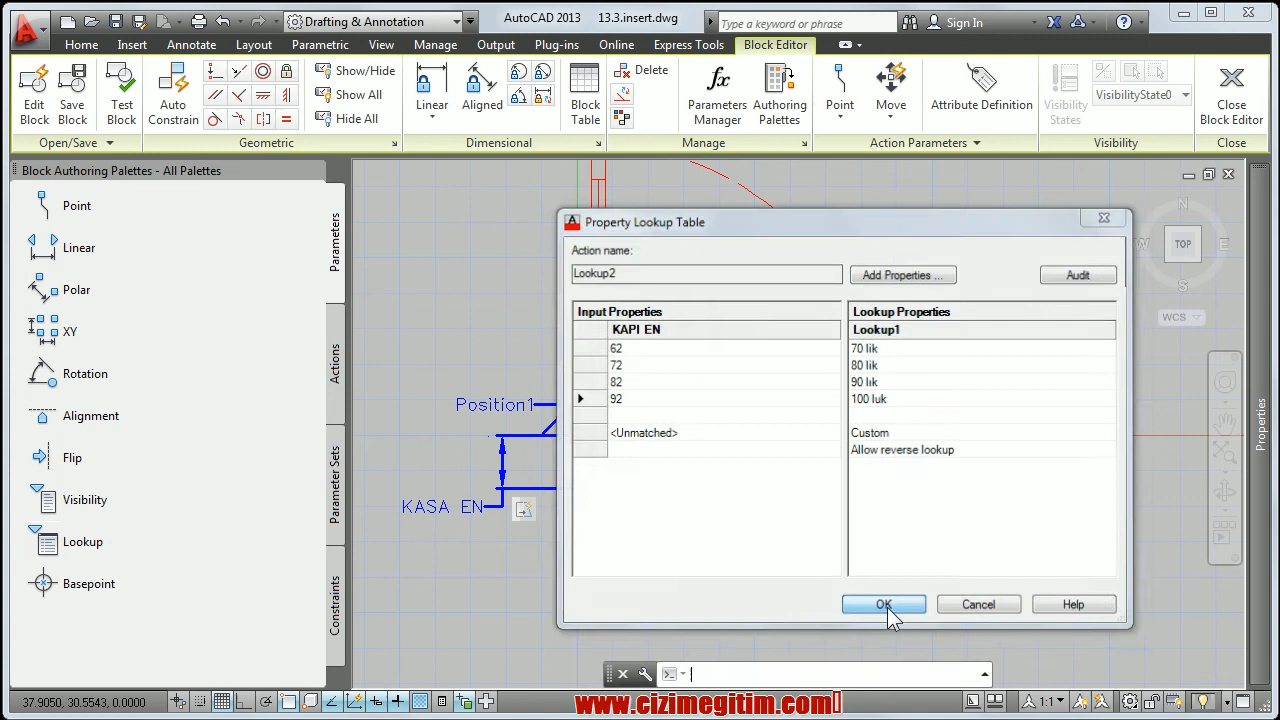 Drafting & Annotation
AutoCAD 2013 13.3.insert.dwg
Type a keyword or phrase
Sign In
Home Insert Annotate Layout Parametric View Manage Output Plug-ins Online Express Tools Block Editor
Edit Block
Save Block
Test Block
Auto Constrain
Show/Hide
Show All
Hide All
Linear
Aligned
Block Table
Delete
Parameters Manager
Authoring Palettes
Point
Move
Attribute Definition
Visibility States
VisibilityState0
Close Block Editor
Open/Save Geometric Dimensional Manage Action Parameters Visibility Close
Block Authoring Palettes - All Palettes
Point
Linear
Polar
XY
Rotation
Alignment
Flip
Visibility
Lookup
Basepoint
Parameters
Actions
Parameter Sets
Constraints
Position1
KASA EN
Property Lookup Table
Action name:
Lookup2
Add Properties ...
Audit
Input Properties Lookup Properties
KAPI EN Lookup1
62 70 lik
72 80 lik
82 90 lik
92 100 luk
<Unmatched> Custom
Allow reverse lookup
OK Cancel Help
N
W TOP E
S
WCS
Properties
37.9050, 30.5543, 0.0000
www.cizimegitim.com
1:1